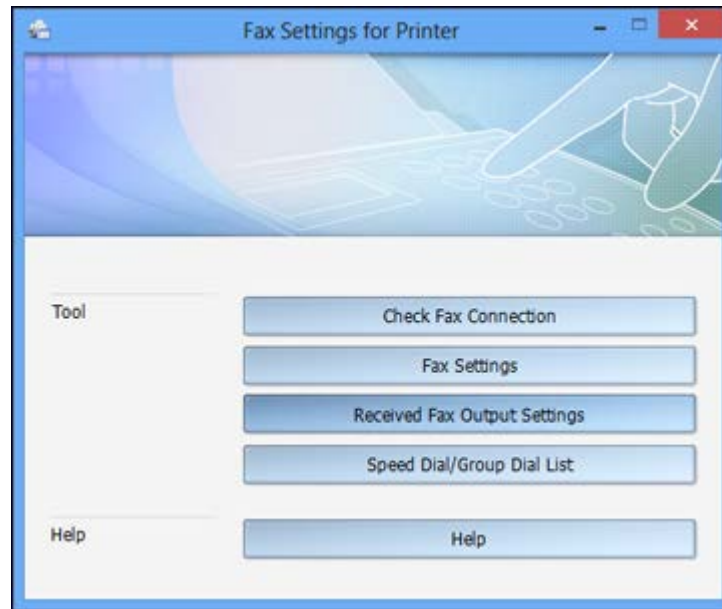 Fax Settings for Printer
Tool
Check Fax Connection
Fax Settings
Received Fax Output Settings
Speed Dial/Group Dial List
Help
Help